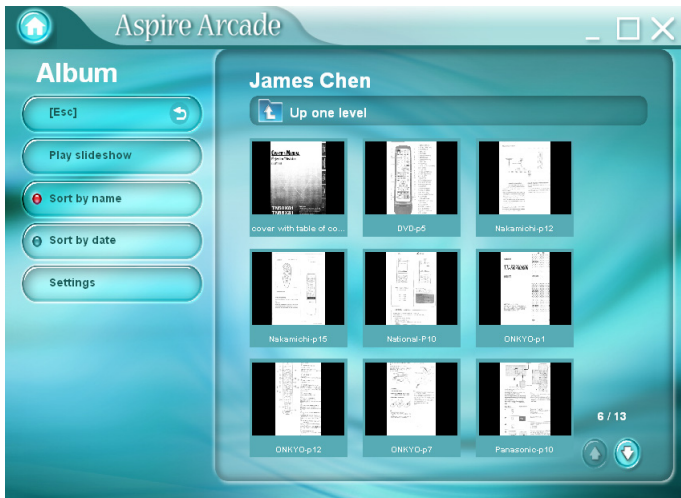 Aspire Arcade
Album
[Esc]
Play slideshow
Sort by name
Sort by date
Settings
James Chen
Up one level
cover with table of co...
DVD-p5
Nakamichi-p12
Nakamichi-p15
National-P10
ONKYO-p1
ONKYO-p12
ONKYO-p7
Panasonic-p10
6 / 13